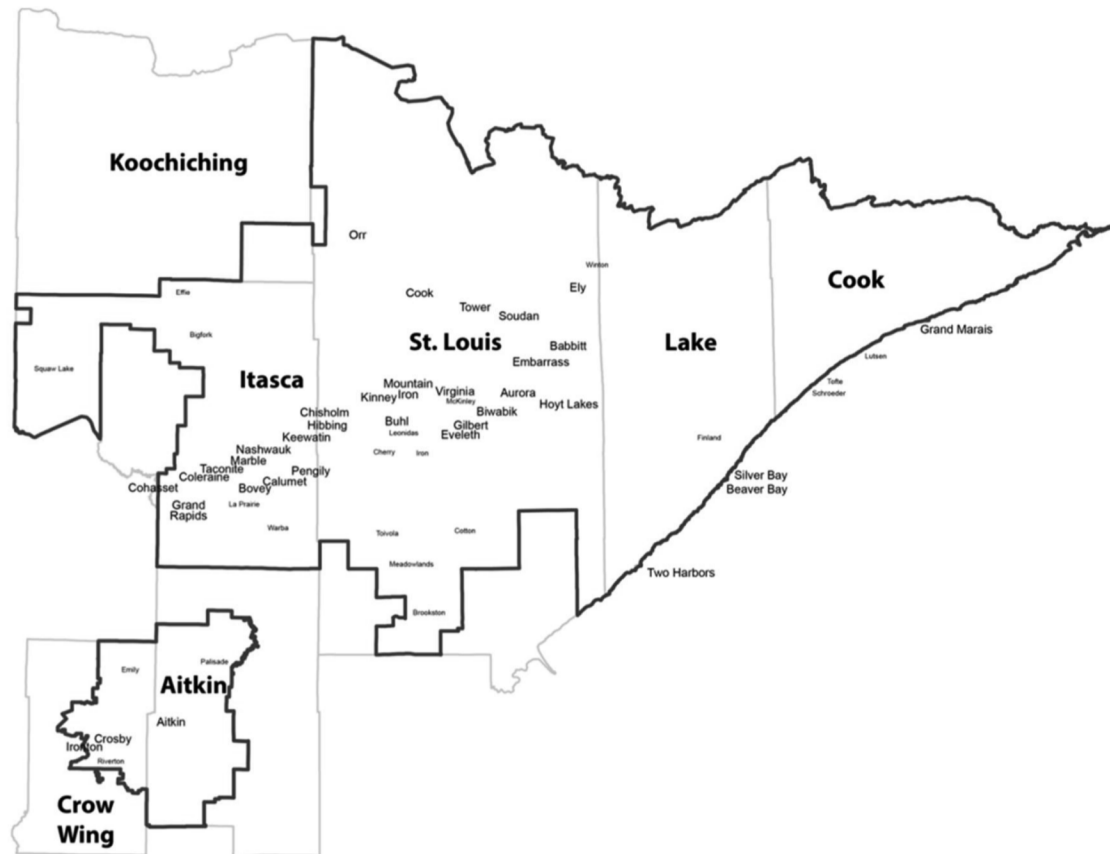 Koochiching
Orr
Winton
Effie
Cook
Ely
Cook
Tower
Soudan
Grand Marais
Bigfork
St. Louis
Lake
Babbitt
Lutsen
Embarrass
Squaw Lake
Itasca
Mountain
Iron
Kinney
Virginia
McKinley
Aurora
Tofte
Schroeder
Hoyt Lakes
Chisholm
Biwabik
Hibbing
Buhl
Gilbert
Leonidas
Eveleth
Keewatin
Finland
Nashwauk
Cherry
Iron
Marble
Taconite
Pengily
Coleraine
Calumet
Silver Bay
Cohasset
Bovey
Beaver Bay
Grand
Rapids
La Prairie
Warba
Toivola
Cotton
Meadowlands
Two Harbors
Brookston
Emily
Palisade
Aitkin
Aitkin
Crosby
Ironton
Riverton
Crow
Wing